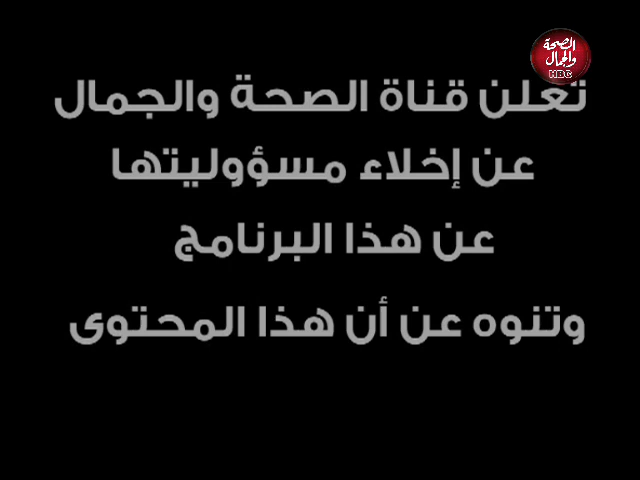 الصحة
والجمال
HBC
تعلن قناة الصحة والجمال
عن إخلاء مسؤوليتها
عن هذا البرنامج
وتنوه عن أن هذا المحتوى